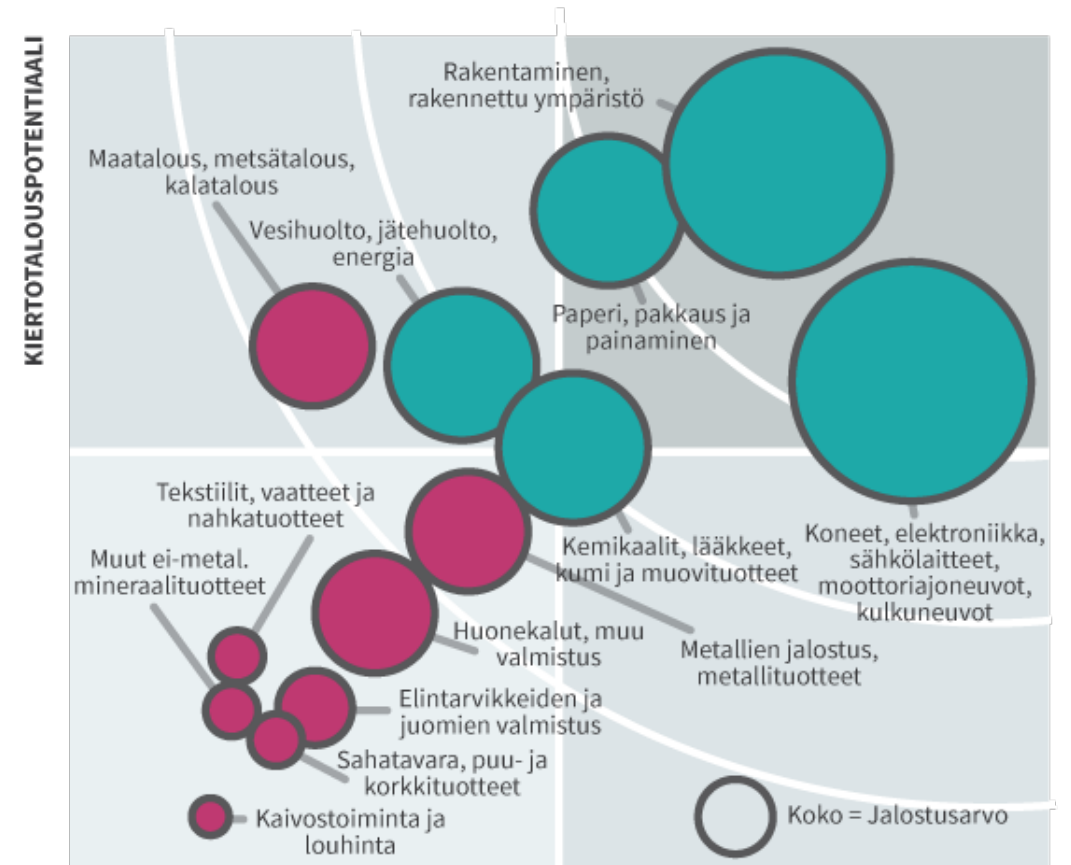 KIERTOTALOUSPOTENTIAALI
Rakentaminen,
rakennettu ympäristö
Maatalous, metsätalous,
kalatalous
Vesihuolto, jätehuolto,
energia
Paperi, pakkaus ja
painaminen
Tekstiilit, vaatteet ja
nahkatuotteet
Muut ei-metal.
mineraalituotteet
Kemikaalit, lääkkeet,
kumi ja muovituotteet
Koneet, elektroniikka,
sähkölaitteet,
moottoriajoneuvot,
kulkuneuvot
Huonekalut, muu
valmistus
Metallien jalostus,
metallituotteet
Elintarvikkeiden ja
juomien valmistus
Sahatavara, puu- ja
korkkituotteet
Kaivostoiminta ja
louhinta
Koko = Jalostusarvo